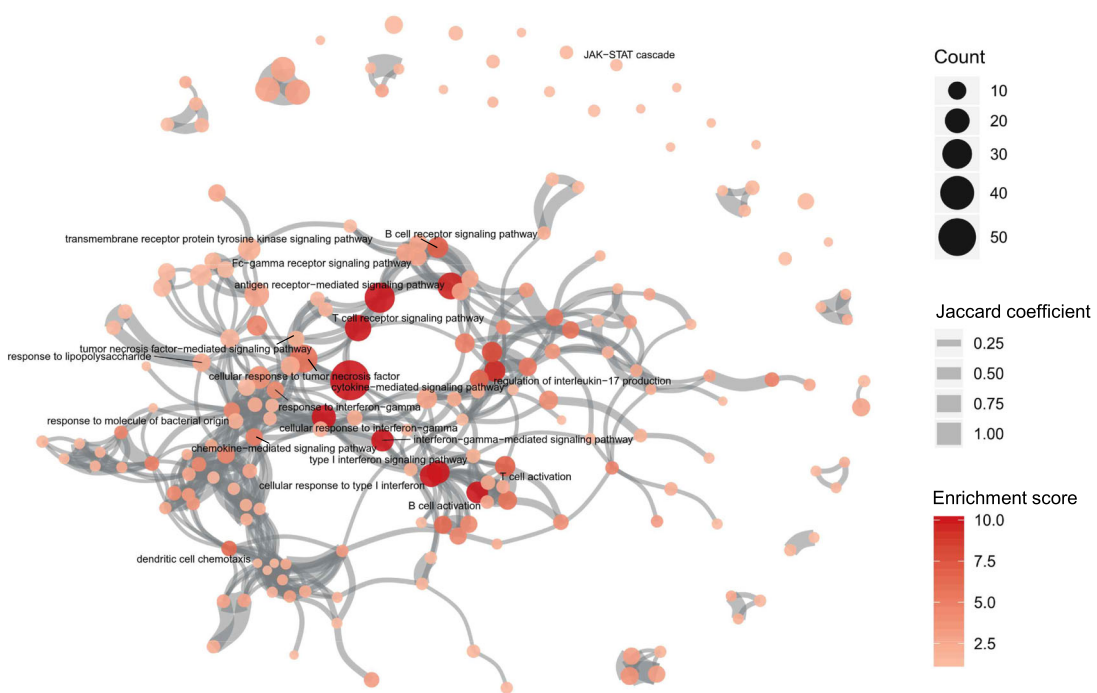 JAK−STAT cascade
transmembrane receptor protein tyrosine kinase signaling pathway
B cell receptor signaling pathway
Fc−gamma receptor signaling pathway
antigen receptor−mediated signaling pathway
T cell receptor signaling pathway
tumor necrosis factor−mediated signaling pathway
response to lipopolysaccharide
cellular response to tumor necrosis factor
cytokine−mediated signaling pathway
regulation of interleukin−17 production
response to interferon−gamma
response to molecule of bacterial origin
cellular response to interferon−gamma
interferon−gamma−mediated signaling pathway
chemokine−mediated signaling pathway
type I interferon signaling pathway
T cell activation
cellular response to type I interferon
B cell activation
dendritic cell chemotaxis
Count
10
20
30
40
50
Jaccard coefficient
0.25
0.50
0.75
1.00
Enrichment score
10.0
7.5
5.0
2.5